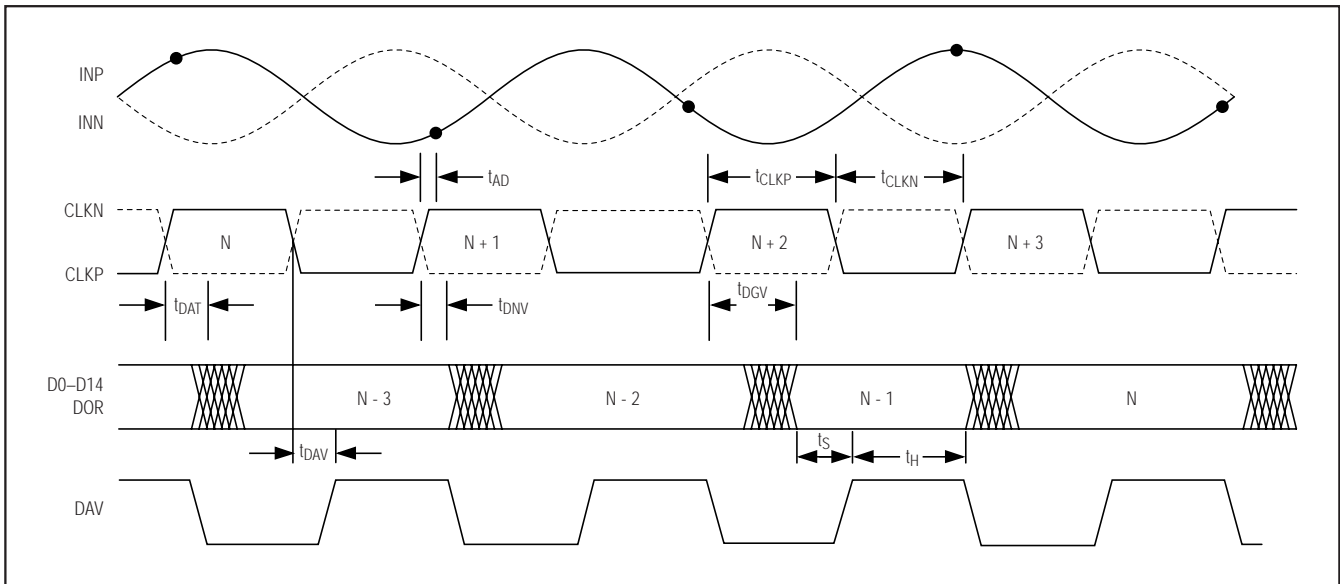 INP
INN
tAD
tCLKP
tCLKN
CLKN
N
N + 1
N + 2
N + 3
CLKP
tDAT
tDNV
tDGV
D0–D14
DOR
N - 3
N - 2
N - 1
N
tDAV
tS
tH
DAV